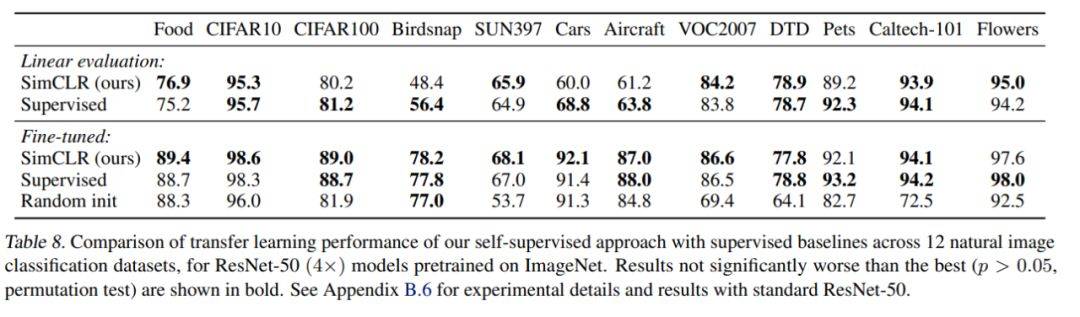 Food CIFAR10 CIFAR100 Birdsnap SUN397 Cars Aircraft VOC2007 DTD Pets Caltech-101 Flowers
Linear evaluation:
SimCLR (ours) 76.9 95.3 80.2 48.4 65.9 60.0 61.2 84.2 78.9 89.2 93.9 95.0
Supervised 75.2 95.7 81.2 56.4 64.9 68.8 63.8 83.8 78.7 92.3 94.1 94.2
Fine-tuned:
SimCLR (ours) 89.4 98.6 89.0 78.2 68.1 92.1 87.0 86.6 77.8 92.1 94.1 97.6
Supervised 88.7 98.3 88.7 77.8 67.0 91.4 88.0 86.5 78.8 93.2 94.2 98.0
Random init 88.3 96.0 81.9 77.0 53.7 91.3 84.8 69.4 64.1 82.7 72.5 92.5
Table 8. Comparison of transfer learning performance of our self-supervised approach with supervised baselines across 12 natural image
classification datasets, for ResNet-50 (4×) models pretrained on ImageNet. Results not significantly worse than the best (p > 0.05,
permutation test) are shown in bold. See Appendix B.6 for experimental details and results with standard ResNet-50.